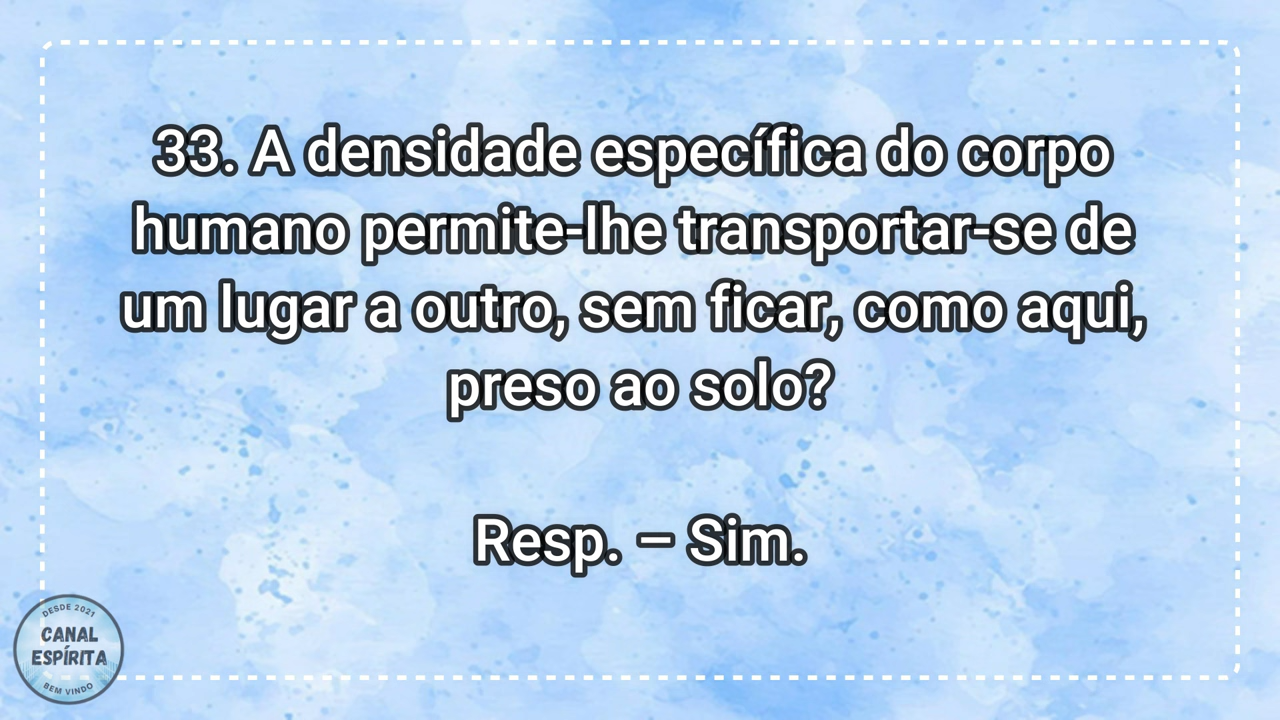 33. A densidade específica do corpo
humano permite-lhe transportar-se de
um lugar a outro, sem ficar, como aqui,
preso ao solo?
Resp. – Sim.
DESDE 2021
CANAL
ESPÍRITA
BEM VINDO